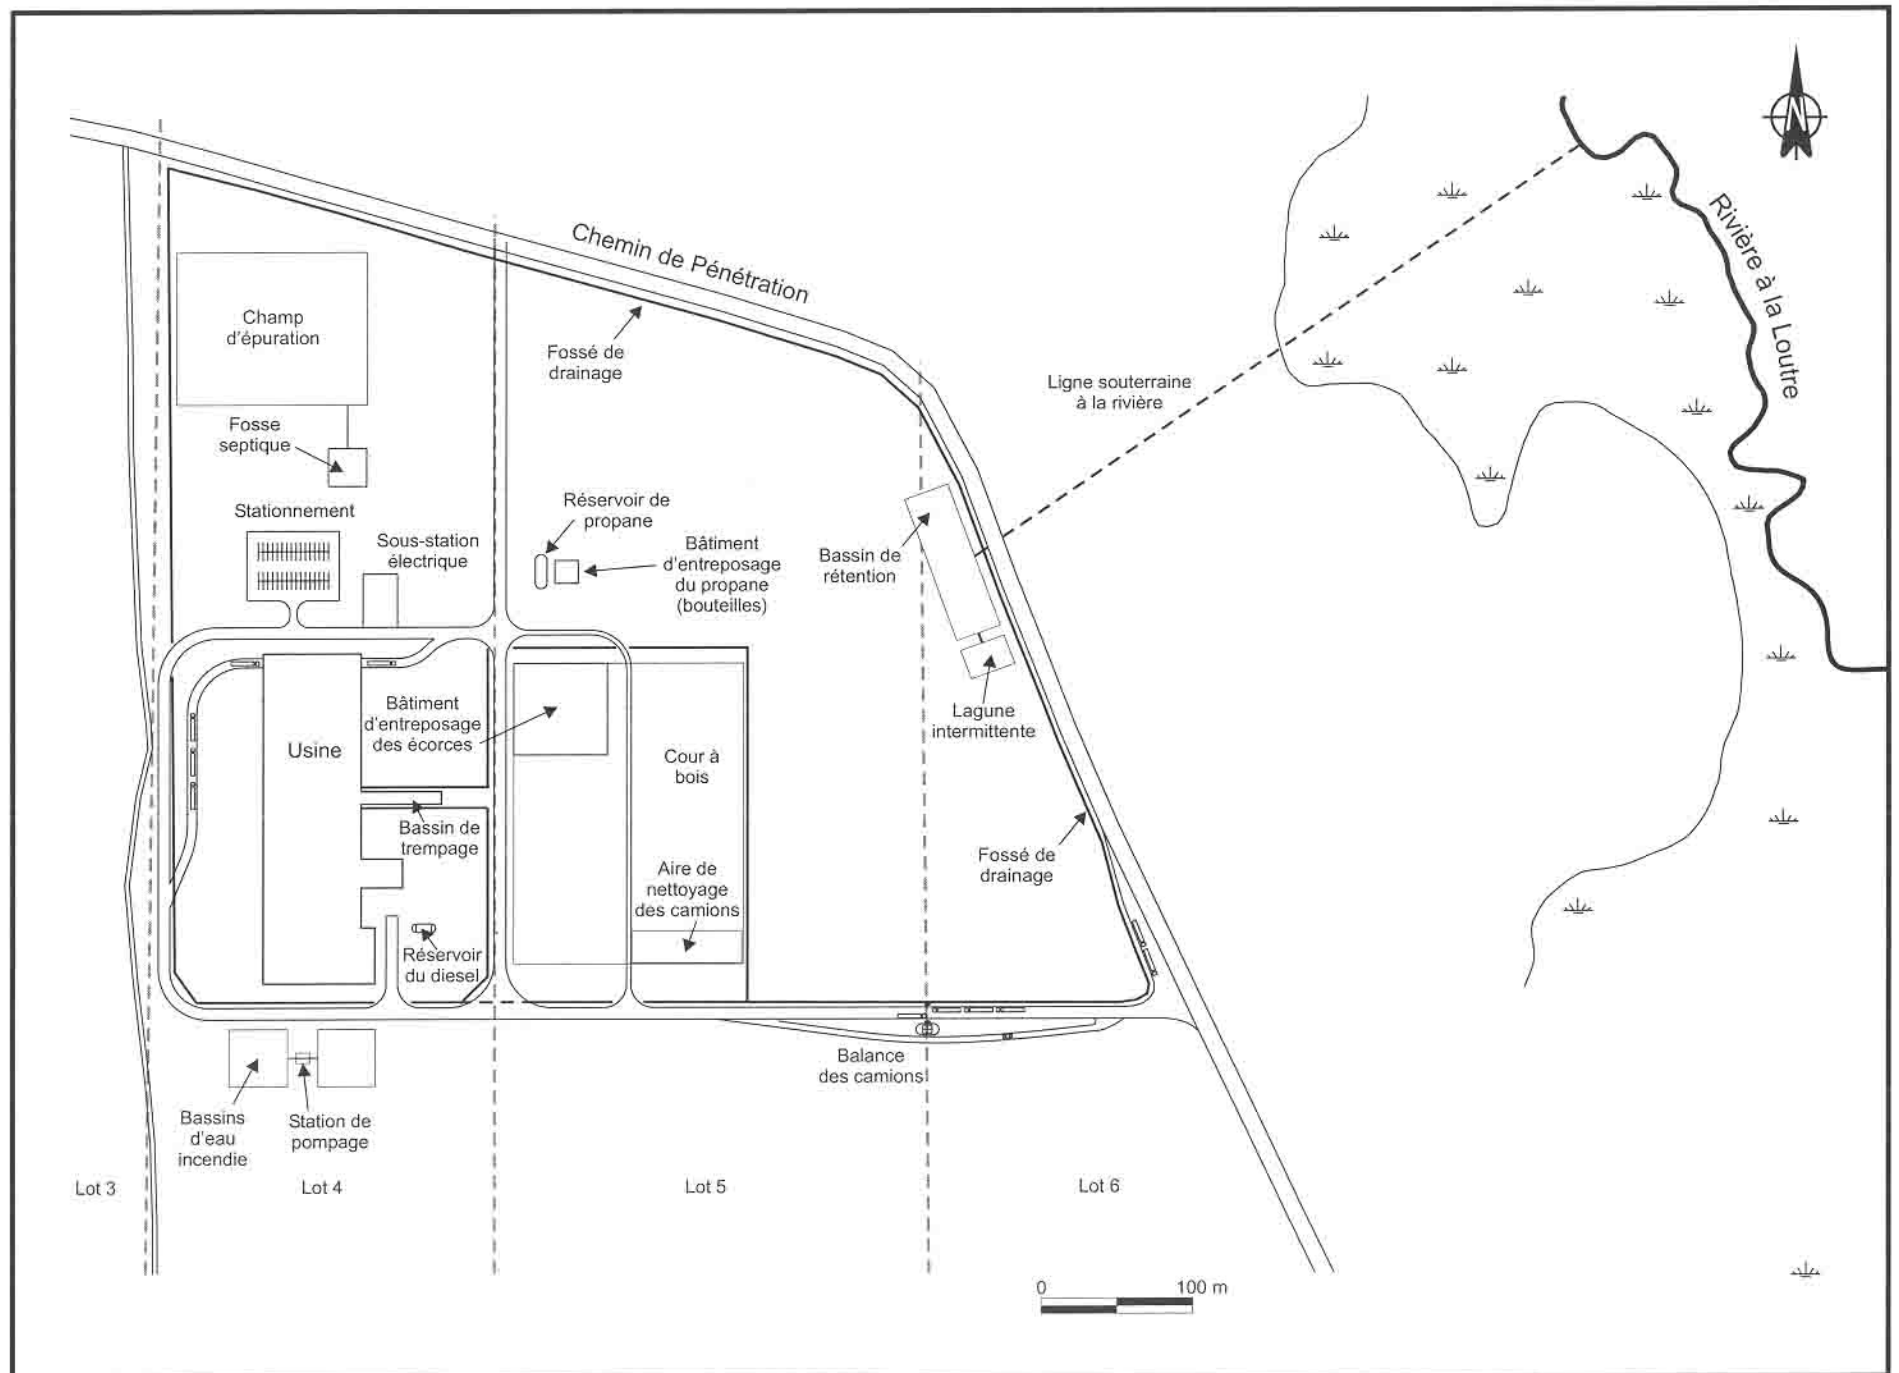 N
Chemin de Pénétration
Rivière à la Loutre
Champ
d'épuration
Fossé de
drainage
Ligne souterraine
à la rivière
Fosse
septique
Stationnement
Sous-station
électrique
Réservoir de
propane
Bâtiment
d'entreposage
du propane
(bouteilles)
Bassin de
rétention
Bâtiment
d'entreposage
des écorces
Usine
Cour à
bois
Lagune
intermittente
Bassin de
trempage
Aire de
nettoyage
des camions
Fossé de
drainage
Réservoir
du diesel
Balance
des camions
Bassins
d'eau
incendie
Station de
pompage
Lot 3
Lot 4
Lot 5
Lot 6
0 100 m